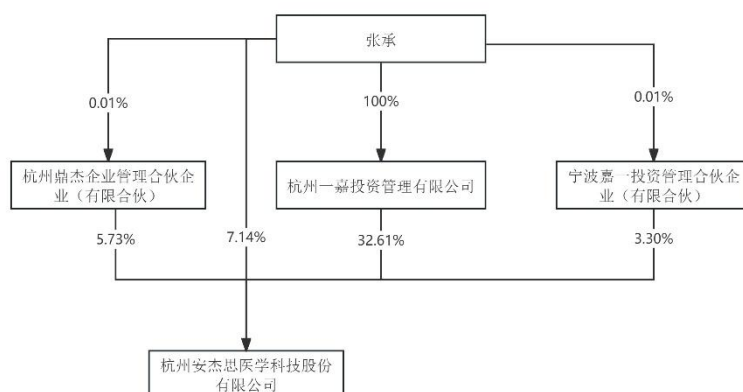 张承
0.01%
100%
0.01%
杭州鼎杰企业管理合伙企
业（有限合伙）
杭州一嘉投资管理有限公司
宁波嘉一投资管理合伙企
业（有限合伙）
5.73%
7.14%
32.61%
3.30%
杭州安杰思医学科技股份
有限公司